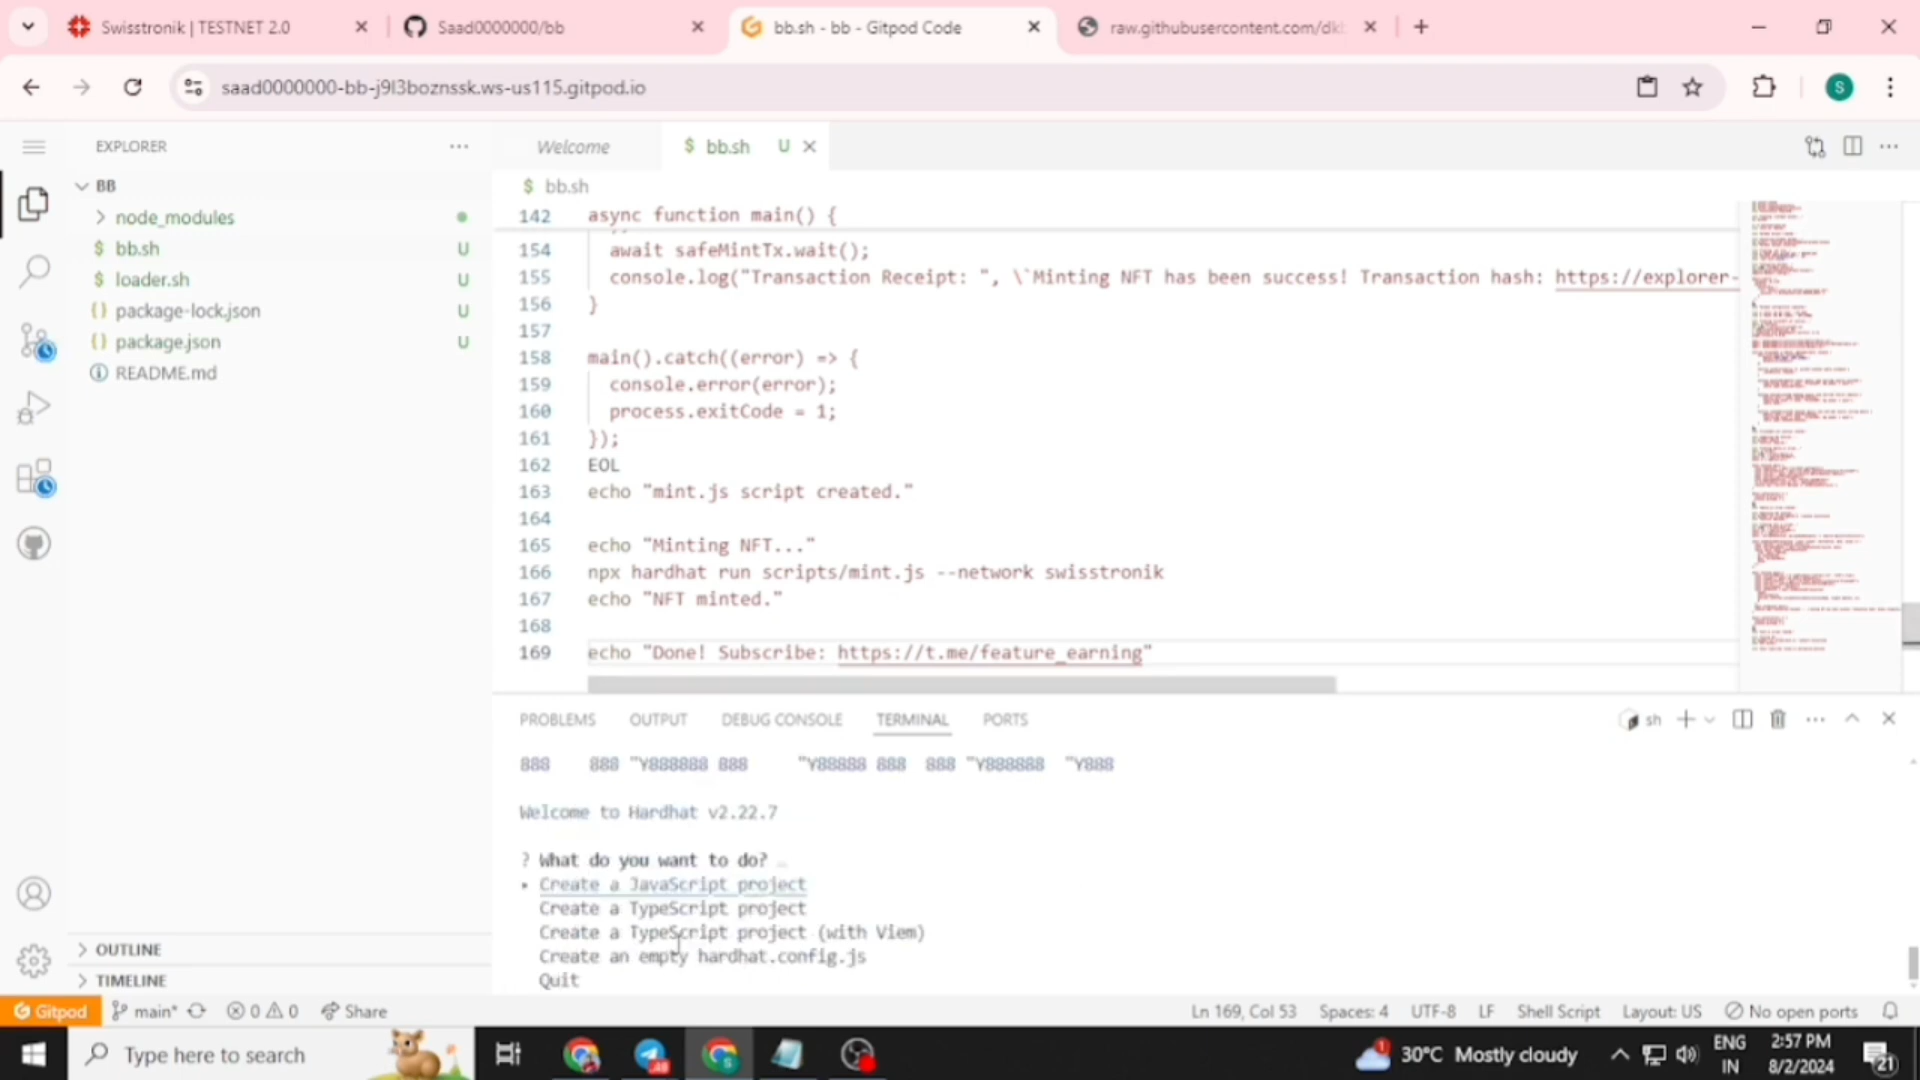 Swisstronik | TESTNET 2.0
Saad0000000/bb
bb.sh - bb - Gitpod Code
raw.githubusercontent.com/dk
saad0000000-bb-j9l3boznssk.ws-us115.gitpod.io
S
EXPLORER
Welcome
$ bb.sh U
BB
node_modules
$ bb.sh U
$ loader.sh U
{} package-lock.json U
{} package.json U
README.md
OUTLINE
TIMELINE
$ bb.sh
142 async function main() {
154 await safeMintTx.wait();
155 console.log("Transaction Receipt: ", \`Minting NFT has been success! Transaction hash: https://explorer-
156 }
157
158 main().catch((error) => {
159 console.error(error);
160 process.exitCode = 1;
161 });
162 EOL
163 echo "mint.js script created."
164
165 echo "Minting NFT..."
166 npx hardhat run scripts/mint.js --network swisstronik
167 echo "NFT minted."
168
169 echo "Done! Subscribe: https://t.me/feature_earning"
PROBLEMS OUTPUT DEBUG CONSOLE TERMINAL PORTS
sh
888 888 "Y888888 888 "Y88888 888 888 "Y888888 "Y888
Welcome to Hardhat v2.22.7
? What do you want to do? …
▸ Create a JavaScript project
Create a TypeScript project
Create a TypeScript project (with Viem)
Create an empty hardhat.config.js
Quit
Gitpod main* 0 0 Share
Ln 169, Col 53 Spaces: 4 UTF-8 LF Shell Script Layout: US No open ports
Type here to search
30°C Mostly cloudy
ENG
IN
2:57 PM
8/2/2024
21